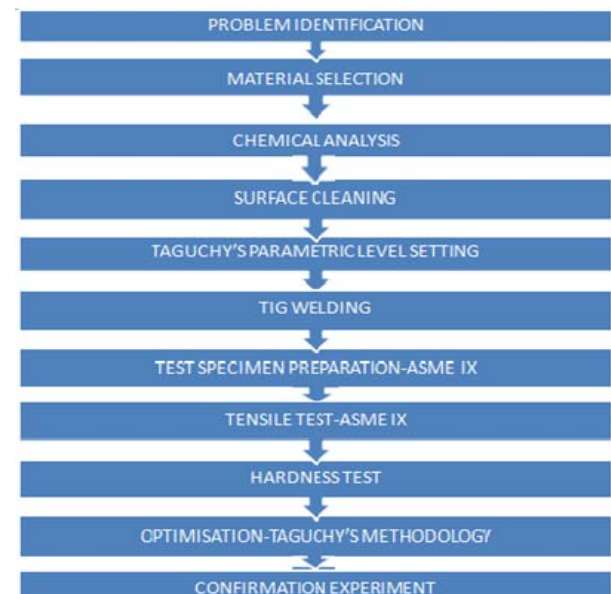 PROBLEM IDENTIFICATION
MATERIAL SELECTION
CHEMICAL ANALYSIS
SURFACE CLEANING
TAGUCHY'S PARAMETRIC LEVEL SETTING
TIG WELDING
TEST SPECIMEN PREPARATION-ASME IX
TENSILE TEST-ASME IX
HARDNESS TEST
OPTIMISATION-TAGUCHY'S METHODOLOGY
CONFIRMATION EXPERIMENT